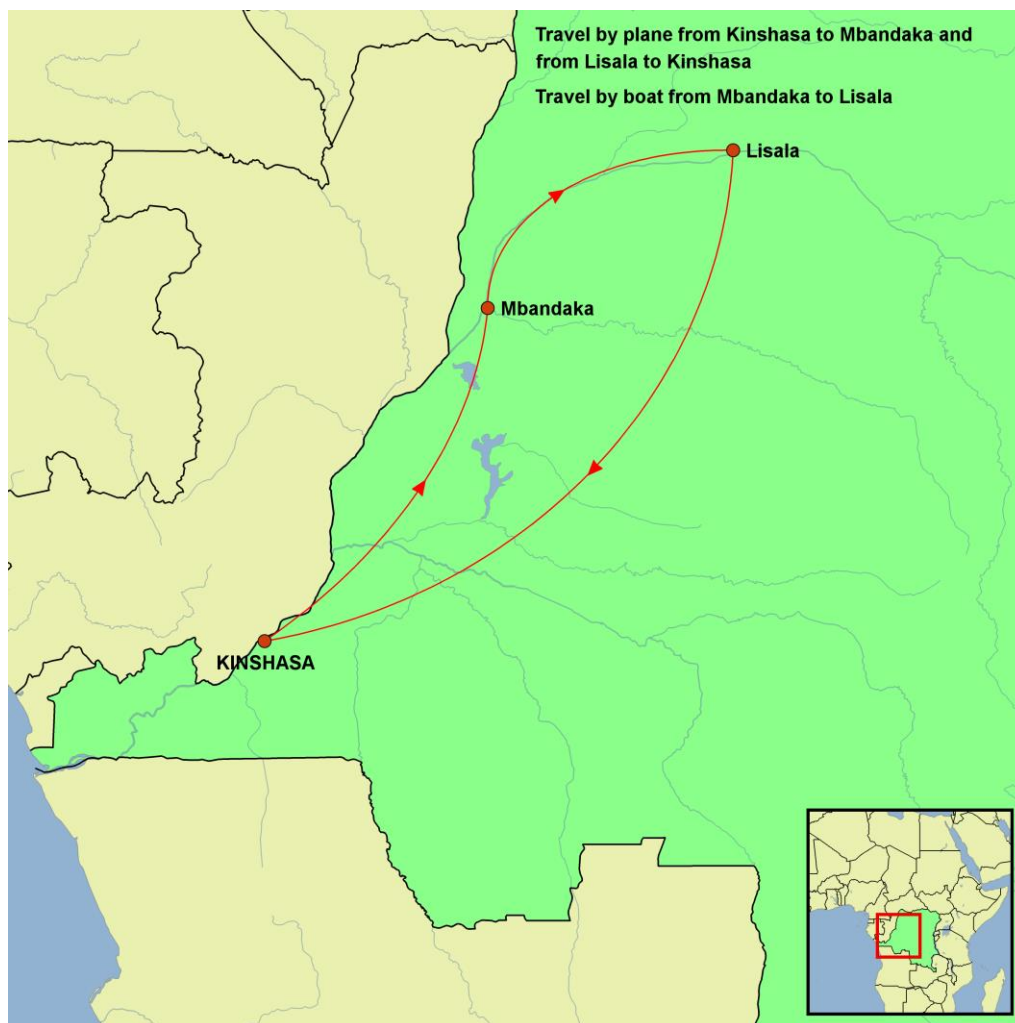 Travel by plane from Kinshasa to Mbandaka and
from Lisala to Kinshasa
Travel by boat from Mbandaka to Lisala
Lisala
Mbandaka
KINSHASA